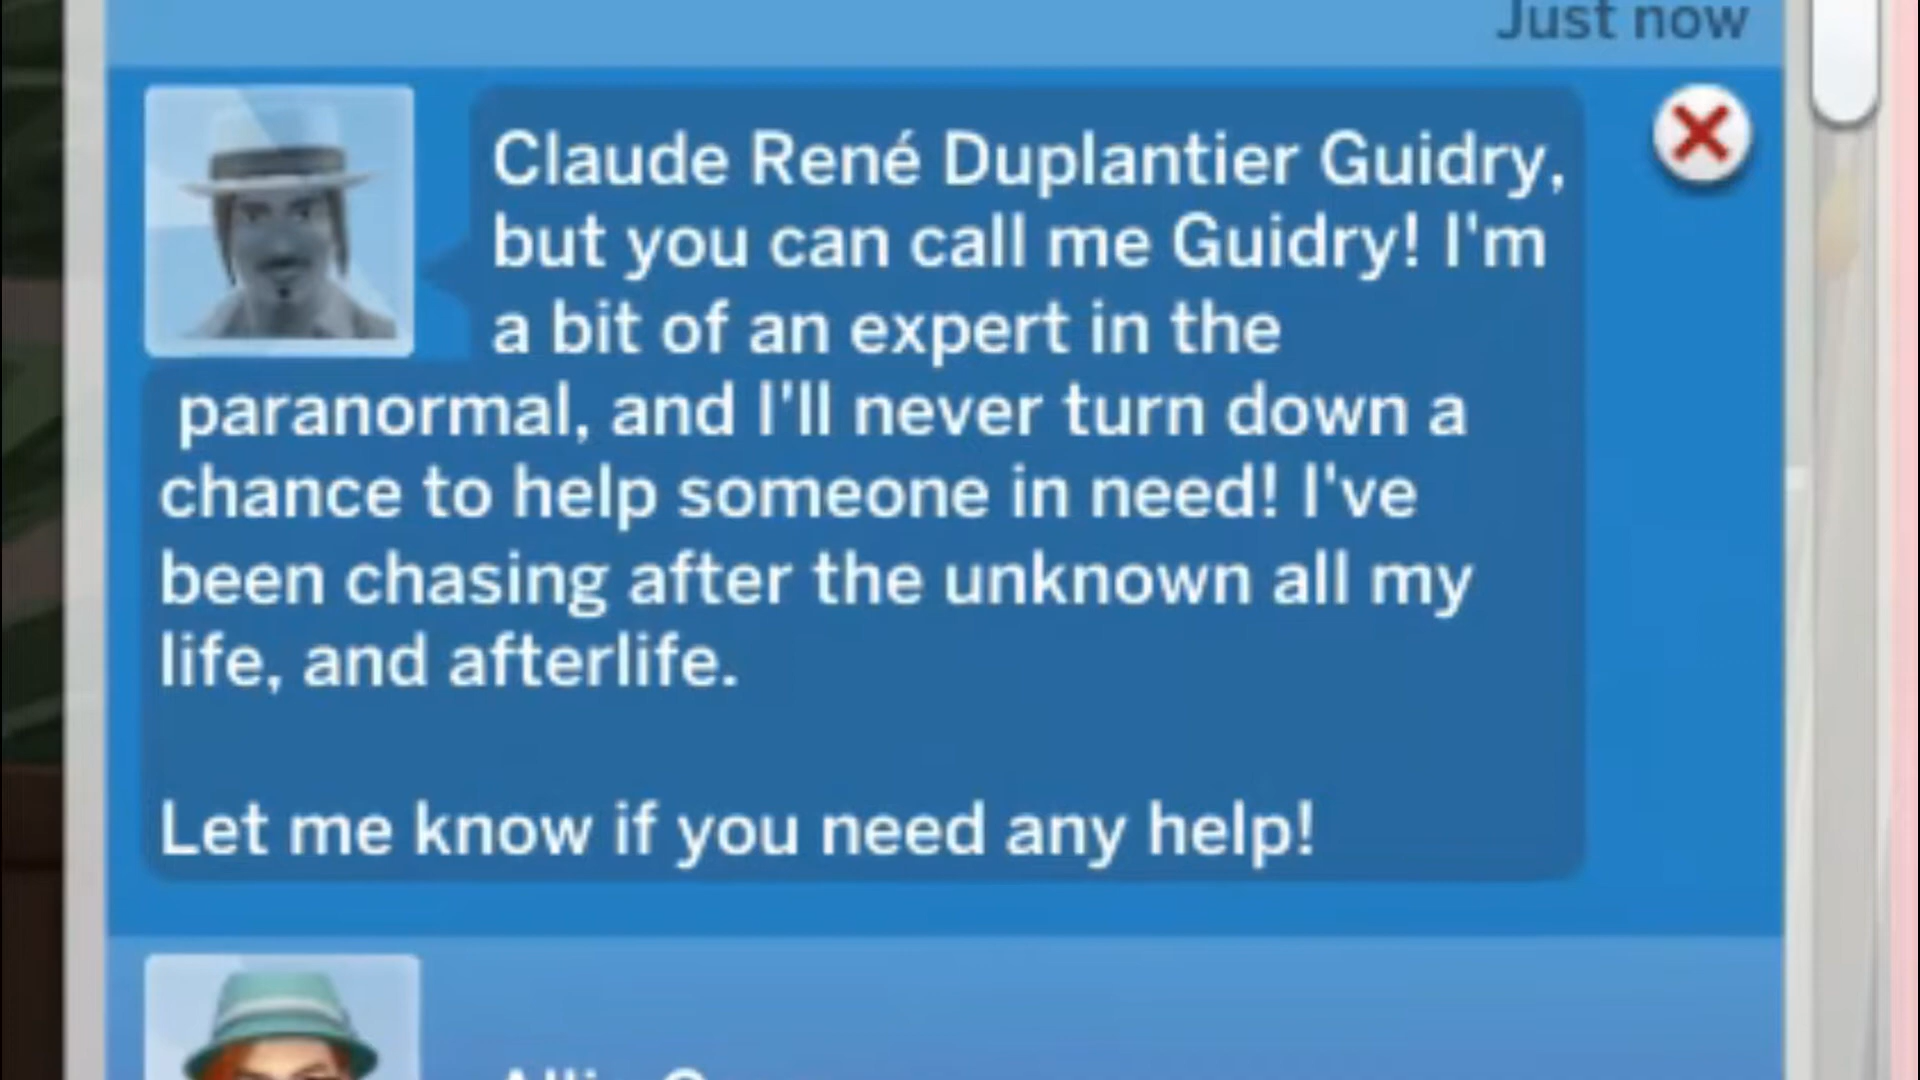 Just now
Claude René Duplantier Guidry,
but you can call me Guidry! I'm
a bit of an expert in the
paranormal, and I'll never turn down a
chance to help someone in need! I've
been chasing after the unknown all my
life, and afterlife.
Let me know if you need any help!